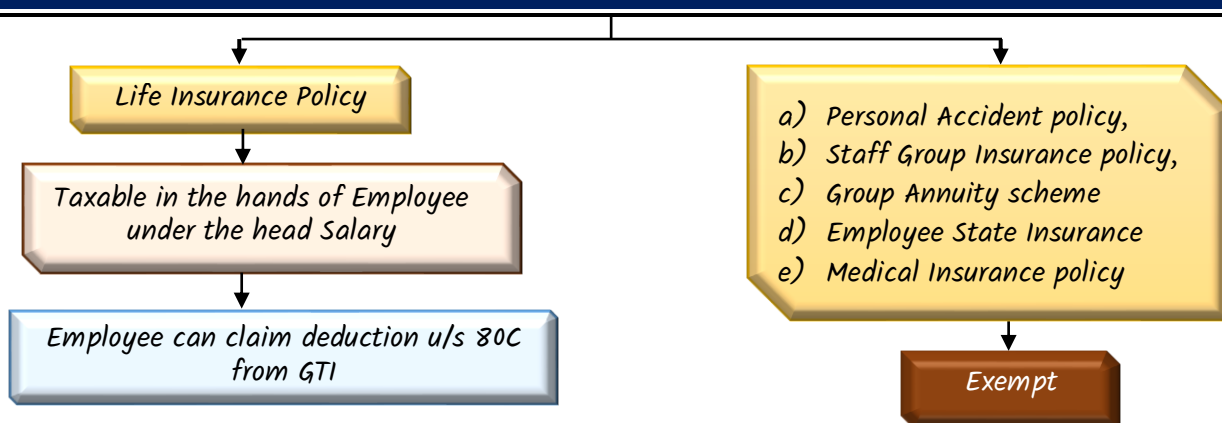 Life Insurance Policy
Taxable in the hands of Employee
under the head Salary
Employee can claim deduction u/s 80C
from GTI
a) Personal Accident policy,
b) Staff Group Insurance policy,
c) Group Annuity scheme
d) Employee State Insurance
e) Medical Insurance policy
Exempt